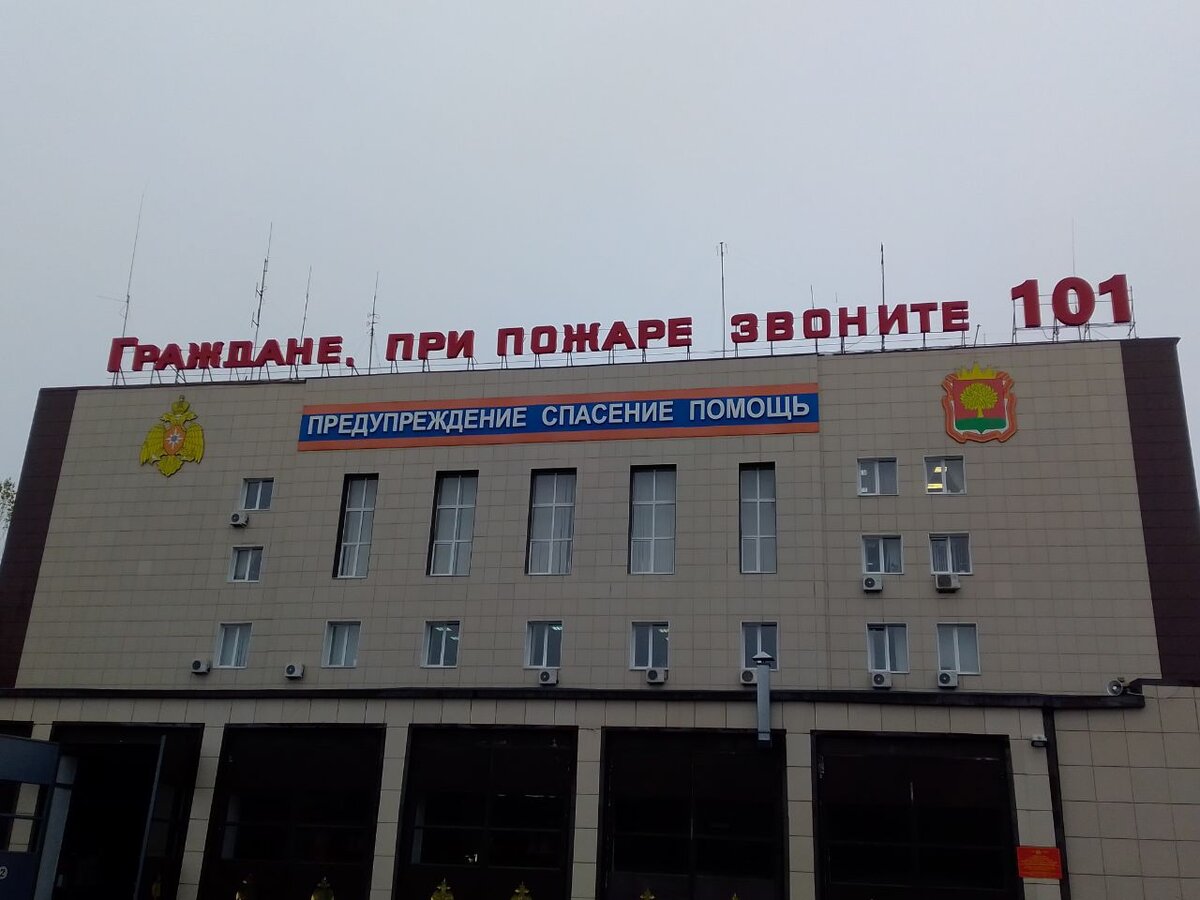 Граждане, при пожаре звоните 101
ПРЕДУПРЕЖДЕНИЕ СПАСЕНИЕ ПОМОЩЬ